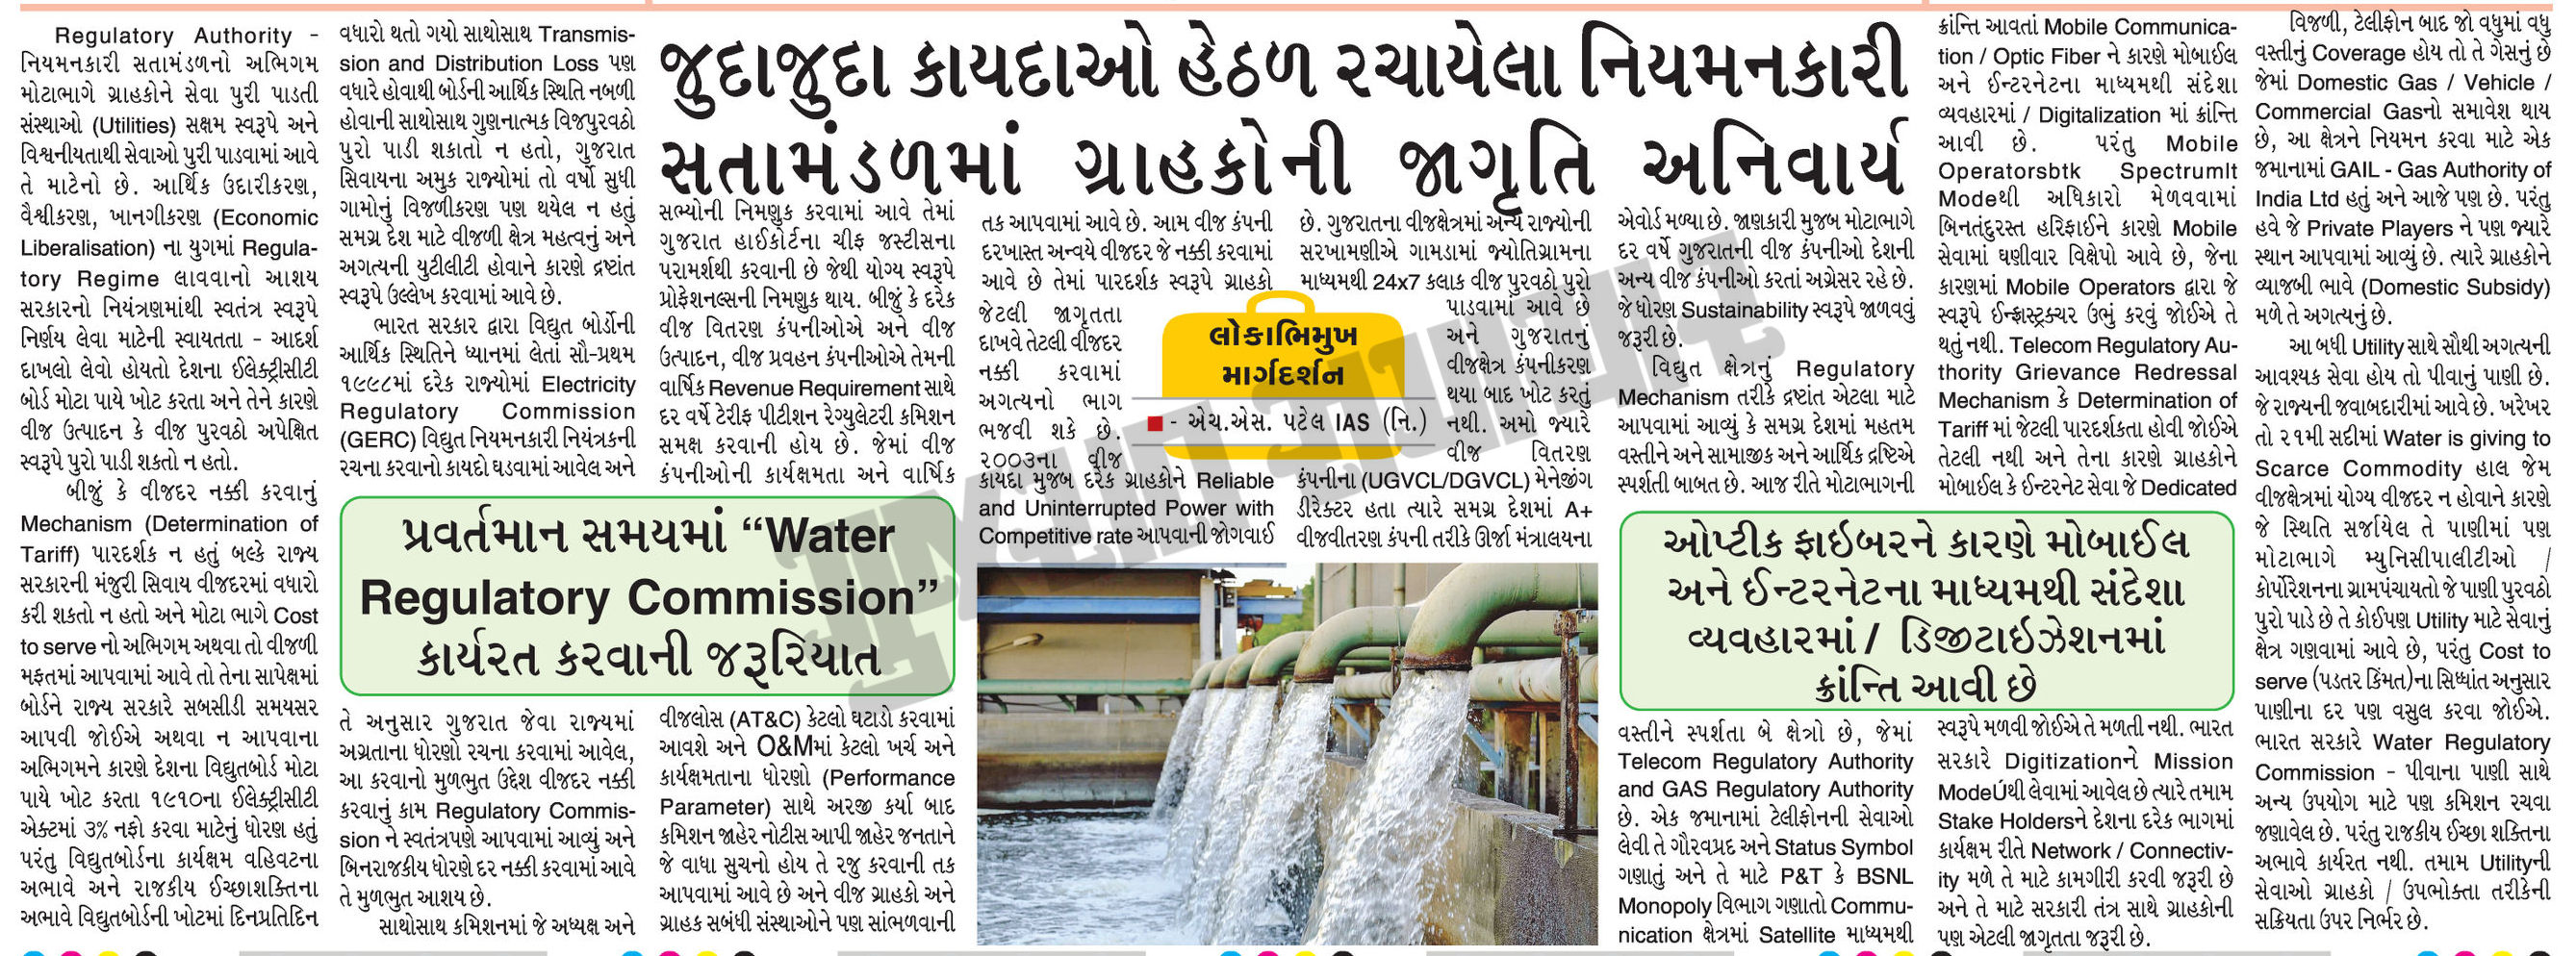 જુદાજુદા કાયદાઓ હેઠળ રચાયેલા નિયમનકારી
સતામંડળમાં ગ્રાહકોની જાગૃતિ અનિવાર્ય
લોકાભિમુખ
માર્ગદર્શન
- એચ.એસ. પટેલ IAS (નિ.)
Regulatory Authority -
નિયમનકારી સતામંડળનો અભિગમ
મોટાભાગે ગ્રાહકોને સેવા પુરી પાડતી
સંસ્થાઓ (Utilities) સક્ષમ સ્વરૂપે અને
વિશ્વનીયતાથી સેવાઓ પુરી પાડવામાં આવે
તે માટેનો છે. આર્થિક ઉદારીકરણ,
વૈશ્વીકરણ, ખાનગીકરણ (Economic
Liberalisation) ના યુગમાં Regula-
tory Regime લાવવાનો આશય
સરકારનો નિયંત્રણમાંથી સ્વતંત્ર સ્વરૂપે
નિર્ણય લેવા માટેની સ્વાયતતા - આદર્શ
દાખલો લેવો હોયતો દેશના ઈલેક્ટ્રીસીટી
બોર્ડ મોટા પાયે ખોટ કરતા અને તેને કારણે
વીજ ઉત્પાદન કે વીજ પુરવઠો અપેક્ષિત
સ્વરૂપે પુરો પાડી શકતો ન હતો.
બીજું કે વીજદર નક્કી કરવાનું
Mechanism (Determination of
Tariff) પારદર્શક ન હતું બલ્કે રાજ્ય
સરકારની મંજુરી સિવાય વીજદરમાં વધારો
કરી શકતો ન હતો અને મોટા ભાગે Cost
to serve નો અભિગમ અથવા તો વીજળી
મફતમાં આપવામાં આવે તો તેના સાપેક્ષમાં
બોર્ડને રાજ્ય સરકારે સબસીડી સમયસર
આપવી જોઈએ અથવા ન આપવાના
અભિગમને કારણે દેશના વિદ્યુતબોર્ડ મોટા
પાયે ખોટ કરતા ૧૯૧૦ના ઈલેક્ટ્રીસીટી
એક્ટમાં ૩% નફો કરવા માટેનું ધોરણ હતું
પરંતુ વિદ્યુતબોર્ડના કાર્યક્ષમ વહિવટના
અભાવે અને રાજકીય ઈચ્છાશક્તિના
અભાવે વિદ્યુતબોર્ડની ખોટમાં દિનપ્રતિદિન
વધારો થતો ગયો સાથોસાથ Transmis-
sion and Distribution Loss પણ
વધારે હોવાથી બોર્ડની આર્થિક સ્થિતિ નબળી
હોવાની સાથોસાથ ગુણનાત્મક વિજપુરવઠો
પુરો પાડી શકાતો ન હતો, ગુજરાત
સિવાયના અમુક રાજ્યોમાં તો વર્ષો સુધી
ગામોનું વિજળીકરણ પણ થયેલ ન હતું
સમગ્ર દેશ માટે વીજળી ક્ષેત્ર મહત્વનું અને
અગત્યની યુટીલીટી હોવાને કારણે દ્રષ્ટાંત
સ્વરૂપે ઉલ્લેખ કરવામાં આવે છે.
ભારત સરકાર દ્વારા વિદ્યુત બોર્ડની
આર્થિક સ્થિતિને ધ્યાનમાં લેતાં સૌ-પ્રથમ
૧૯૯૮માં દરેક રાજ્યોમાં Electricity
Regulatory Commission
(GERC) વિદ્યુત નિયમનકારી નિયંત્રકની
રચના કરવાનો કાયદો ઘડવામાં આવેલ અને
પ્રવર્તમાન સમયમાં “Water
Regulatory Commission”
કાર્યરત કરવાની જરૂરિયાત
તે અનુસાર ગુજરાત જેવા રાજ્યમાં
અગ્રતાના ધોરણો રચના કરવામાં આવેલ,
આ કરવાનો મુળભુત ઉદ્દેશ વીજદર નક્કી
કરવાનું કામ Regulatory Commis-
sion ને સ્વતંત્રપણે આપવામાં આવ્યું અને
બિનરાજકીય ધોરણે દર નક્કી કરવામાં આવે
તે મુળભુત આશય છે.
સાથોસાથ કમિશનમાં જે અધ્યક્ષ અને
સભ્યોની નિમણુક કરવામાં આવે તેમાં
ગુજરાત હાઈકોર્ટના ચીફ જસ્ટીસના
પરામર્શથી કરવાની છે જેથી યોગ્ય સ્વરૂપે
પ્રોફેશનલ્સની નિમણુક થાય. બીજું કે દરેક
વીજ વિતરણ કંપનીઓએ અને વીજ
ઉત્પાદન, વીજ પ્રવહન કંપનીઓએ તેમની
વાર્ષિક Revenue Requirement સાથે
દર વર્ષે ટેરીફ પીટીશન રેગ્યુલેટરી કમિશન
સમક્ષ કરવાની હોય છે. જેમાં વીજ
કંપનીઓની કાર્યક્ષમતા અને વાર્ષિક
વીજલોસ (AT&C) કેટલો ઘટાડો કરવામાં
આવશે અને O&Mમાં કેટલો ખર્ચ અને
કાર્યક્ષમતાના ધોરણો (Performance
Parameter) સાથે અરજી કર્યા બાદ
કમિશન જાહેર નોટીસ આપી જાહેર જનતાને
જે વાધા સુચનો હોય તે રજુ કરવાની તક
આપવામાં આવે છે અને વીજ ગ્રાહકો અને
ગ્રાહક સબંધી સંસ્થાઓને પણ સાંભળવાની
તક આપવામાં આવે છે. આમ વીજ કંપની
દરખાસ્ત અન્વયે વીજદર જે નક્કી કરવામાં
આવે છે તેમાં પારદર્શક સ્વરૂપે ગ્રાહકો
જેટલી જાગૃતતા
દાખવે તેટલી વીજદર
નક્કી કરવામાં
અગત્યનો ભાગ
ભજવી શકે છે.
૨૦૦૩ના વીજ
કાયદા મુજબ દરેક ગ્રાહકોને Reliable
and Uninterrupted Power with
Competitive rate આપવાની જોગવાઈ
છે. ગુજરાતના વીજક્ષેત્રમાં અન્ય રાજ્યોની
સરખામણીએ ગામડામાં જ્યોતિગ્રામના
માધ્યમથી 24x7 કલાક વીજ પુરવઠો પુરો
પાડવામાં આવે છે
અને ગુજરાતનું
વીજક્ષેત્ર કંપનીકરણ
થયા બાદ ખોટ કરતું
નથી. અમો જ્યારે
વીજ વિતરણ
કંપનીના (UGVCL/DGVCL) મેનેજીંગ
ડીરેક્ટર હતા ત્યારે સમગ્ર દેશમાં A+
વીજવીતરણ કંપની તરીકે ઊર્જા મંત્રાલયના
એવોર્ડ મળ્યા છે. જાણકારી મુજબ મોટાભાગે
દર વર્ષે ગુજરાતની વીજ કંપનીઓ દેશની
અન્ય વીજ કંપનીઓ કરતાં અગ્રેસર રહે છે.
જે ધોરણ Sustainability સ્વરૂપે જાળવવું
જરૂરી છે.
વિદ્યુત ક્ષેત્રનું Regulatory
Mechanism તરીકે દ્રષ્ટાંત એટલા માટે
આપવામાં આવ્યું કે સમગ્ર દેશમાં મહતમ
વસ્તીને અને સામાજીક અને આર્થિક દ્રષ્ટિએ
સ્પર્શતી બાબત છે. આજ રીતે મોટાભાગની
ઓપ્ટીક ફાઇબરને કારણે મોબાઈલ
અને ઈન્ટરનેટના માધ્યમથી સંદેશા
વ્યવહારમાં / ડિજીટાઇઝેશનમાં
ક્રાંન્તિ આવી છે
વસ્તીને સ્પર્શતા બે ક્ષેત્રો છે, જેમાં
Telecom Regulatory Authority
and GAS Regulatory Authority
છે. એક જમાનામાં ટેલીફોનની સેવાઓ
લેવી તે ગૌરવપ્રદ અને Status Symbol
ગણાતું અને તે માટે P&T કે BSNL
Monopoly વિભાગ ગણાતો Commu-
nication ક્ષેત્રમાં Satellite માધ્યમથી
ક્રાંન્તિ આવતાં Mobile Communica-
tion / Optic Fiber ને કારણે મોબાઈલ
અને ઈન્ટરનેટના માધ્યમથી સંદેશા
વ્યવહારમાં / Digitalization માં ક્રાંન્તિ
આવી છે. પરંતુ Mobile
Operatorsbtk SpectrumIt
Modeથી અધિકારો મેળવવામાં
બિનતંદુરસ્ત હરિફાઈને કારણે Mobile
સેવામાં ઘણીવાર વિક્ષેપો આવે છે, જેના
કારણમાં Mobile Operators દ્વારા જે
સ્વરૂપે ઈન્ફ્રાસ્ટ્રક્ચર ઉભું કરવું જોઈએ તે
થતું નથી. Telecom Regulatory Au-
thority Grievance Redressal
Mechanism કે Determination of
Tariff માં જેટલી પારદર્શકતા હોવી જોઈએ
તેટલી નથી અને તેના કારણે ગ્રાહકોને
મોબાઈલ કે ઈન્ટરનેટ સેવા જે Dedicated
સ્વરૂપે મળવી જોઈએ તે મળતી નથી. ભારત
સરકારે Digitizationને Mission
ModeÚથી લેવામાં આવેલ છે ત્યારે તમામ
Stake Holdersને દેશના દરેક ભાગમાં
કાર્યક્ષમ રીતે Network / Connectiv-
ity મળે તે માટે કામગીરી કરવી જરૂરી છે
અને તે માટે સરકારી તંત્ર સાથે ગ્રાહકોની
પણ એટલી જાગૃતતા જરૂરી છે.
વિજળી, ટેલીફોન બાદ જો વધુમાં વધુ
વસ્તીનું Coverage હોય તો તે ગેસનું છે
જેમાં Domestic Gas / Vehicle /
Commercial Gasનો સમાવેશ થાય
છે, આ ક્ષેત્રને નિયમન કરવા માટે એક
જમાનામાં GAIL - Gas Authority of
India Ltd હતું અને આજે પણ છે. પરંતુ
હવે જે Private Players ને પણ જ્યારે
સ્થાન આપવામાં આવ્યું છે. ત્યારે ગ્રાહકોને
વ્યાજબી ભાવે (Domestic Subsidy)
મળે તે અગત્યનું છે.
આ બધી Utility સાથે સૌથી અગત્યની
આવશ્યક સેવા હોય તો પીવાનું પાણી છે.
જે રાજ્યની જવાબદારીમાં આવે છે. ખરેખર
તો ૨૧મી સદીમાં Water is giving to
Scarce Commodity હાલ જેમ
વીજક્ષેત્રમાં યોગ્ય વીજદર ન હોવાને કારણે
જે સ્થિતિ સર્જાયેલ તે પાણીમાં પણ
મોટાભાગે મ્યુનિસીપાલીટીઓ /
કોર્પોરેશનના ગ્રામપંચાયતો જે પાણી પુરવઠો
પુરો પાડે છે તે કોઈપણ Utility માટે સેવાનું
ક્ષેત્ર ગણવામાં આવે છે, પરંતુ Cost to
serve (પડતર કિંમત)ના સિધ્ધાંત અનુસાર
પાણીના દર પણ વસુલ કરવા જોઈએ.
ભારત સરકારે Water Regulatory
Commission - પીવાના પાણી સાથે
અન્ય ઉપયોગ માટે પણ કમિશન રચવા
જણાવેલ છે. પરંતુ રાજકીય ઈચ્છા શક્તિના
અભાવે કાર્યરત નથી. તમામ Utilityની
સેવાઓ ગ્રાહકો / ઉપભોક્તા તરીકેની
સક્રિયતા ઉપર નિર્ભર છે.